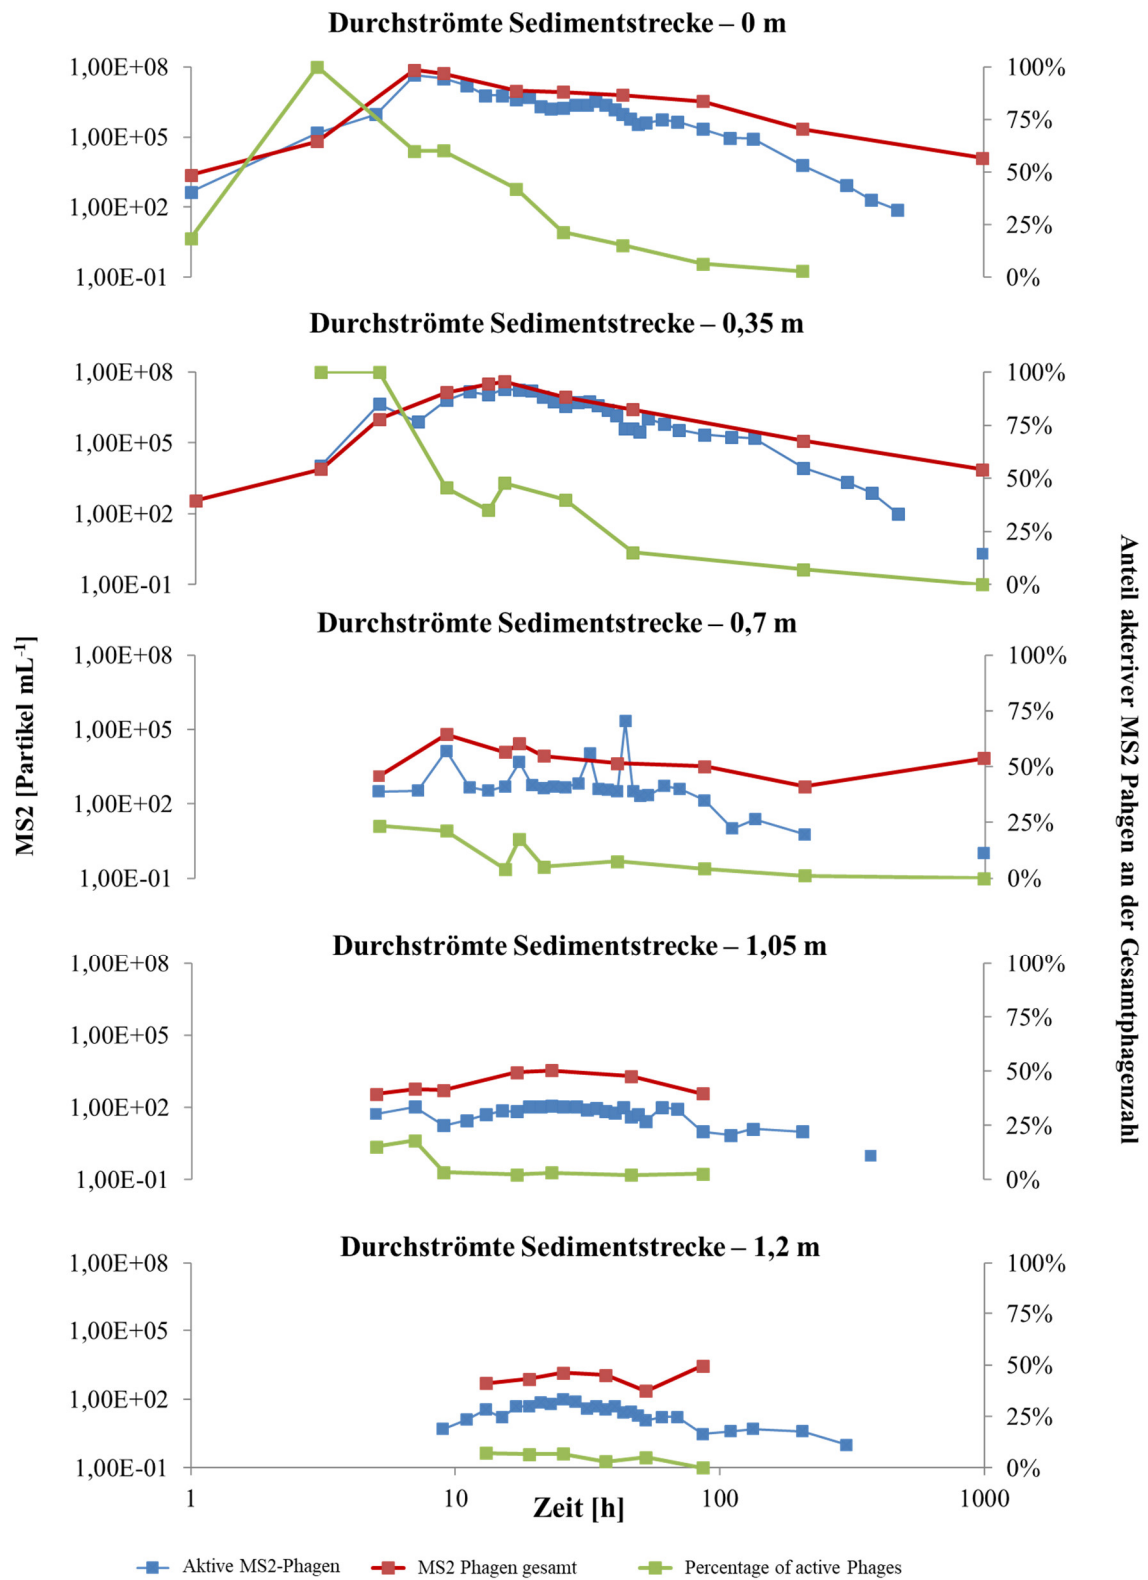 Durchströmte Sedimentstrecke – 0 m
1,00E+08 100%
75%
1,00E+05
50%
1,00E+02
25%
1,00E-01 0%
Durchströmte Sedimentstrecke – 0,35 m
1,00E+08 100%
75%
1,00E+05
50%
1,00E+02
25%
1,00E-01 0%
Durchströmte Sedimentstrecke – 0,7 m
1,00E+08 100%
75%
1,00E+05
50%
1,00E+02
25%
1,00E-01 0%
Durchströmte Sedimentstrecke – 1,05 m
1,00E+08 100%
75%
1,00E+05
50%
1,00E+02
25%
1,00E-01 0%
Durchströmte Sedimentstrecke – 1,2 m
1,00E+08 100%
75%
1,00E+05
50%
1,00E+02
25%
1,00E-01 0%
1 10 100 1000
Zeit [h]
MS2 [Partikel mL⁻¹]
Anteil akteriver MS2 Pahgen an der Gesamtphagenzahl
Aktive MS2-Phagen MS2 Phagen gesamt Percentage of active Phages